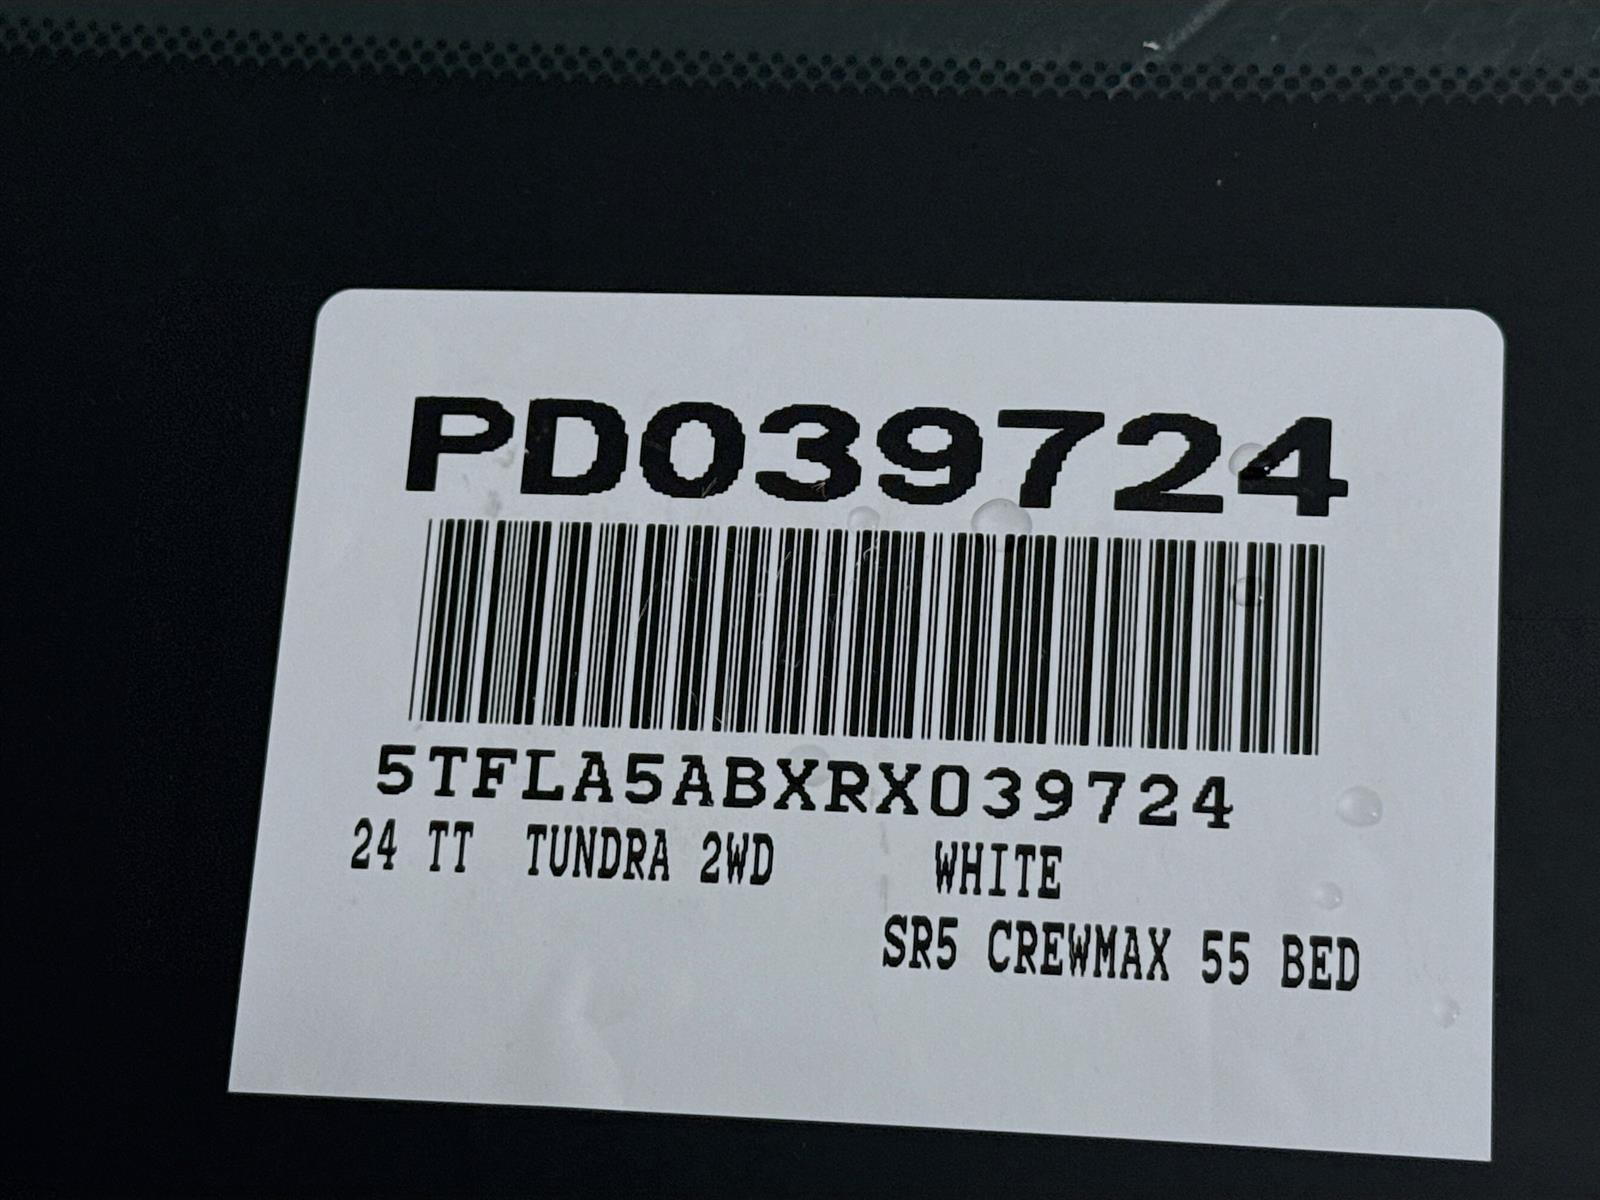 PD039724
5TFLA5ABXRX039724
24 TT TUNDRA 2WD WHITE
SR5 CREWMAX 55 BED